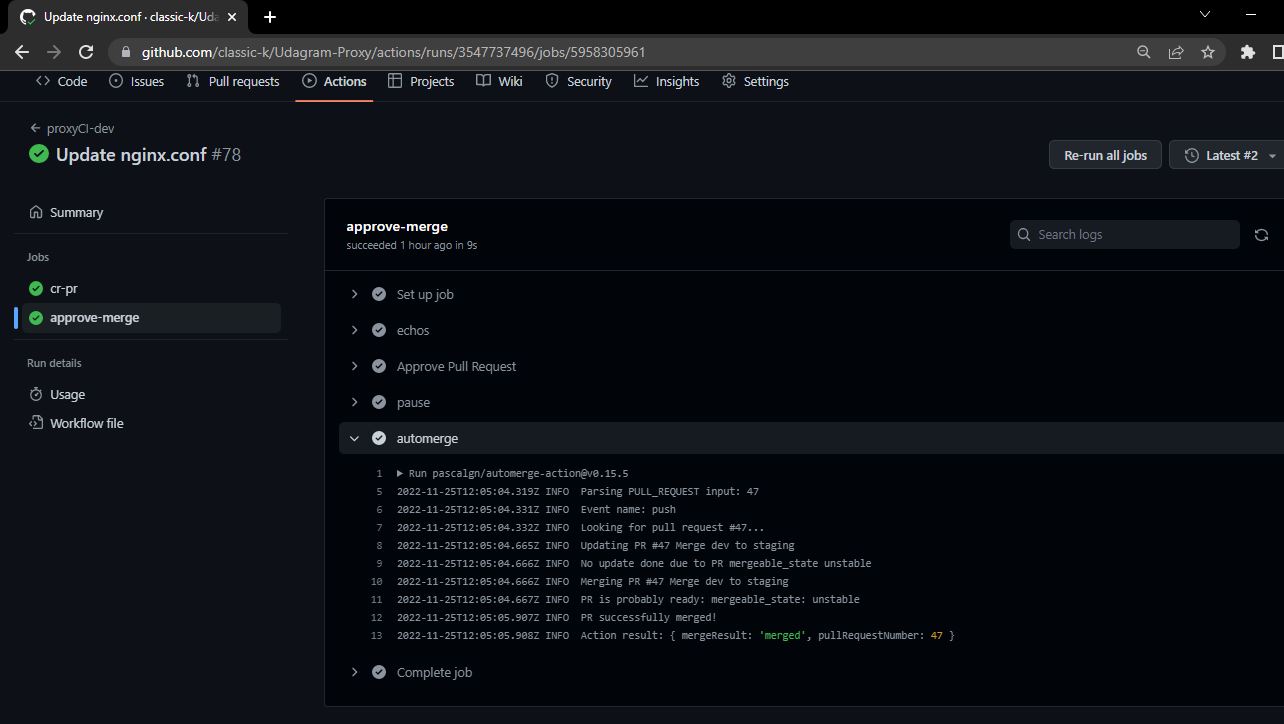 Update nginx.conf · classic-k/Uda
github.com/classic-k/Udagram-Proxy/actions/runs/3547737496/jobs/5958305961
Code Issues Pull requests Actions Projects Wiki Security Insights Settings
proxyCI-dev
Update nginx.conf #78
Re-run all jobs
Latest #2
Summary
Jobs
cr-pr
approve-merge
Run details
Usage
Workflow file
approve-merge
succeeded 1 hour ago in 9s
Search logs
Set up job
echos
Approve Pull Request
pause
automerge
1 ▶ Run pascalgn/automerge-action@v0.15.5
5 2022-11-25T12:05:04.319Z INFO Parsing PULL_REQUEST input: 47
6 2022-11-25T12:05:04.331Z INFO Event name: push
7 2022-11-25T12:05:04.332Z INFO Looking for pull request #47...
8 2022-11-25T12:05:04.665Z INFO Updating PR #47 Merge dev to staging
9 2022-11-25T12:05:04.666Z INFO No update done due to PR mergeable_state unstable
10 2022-11-25T12:05:04.666Z INFO Merging PR #47 Merge dev to staging
11 2022-11-25T12:05:04.667Z INFO PR is probably ready: mergeable_state: unstable
12 2022-11-25T12:05:05.907Z INFO PR successfully merged!
13 2022-11-25T12:05:05.908Z INFO Action result: { mergeResult: 'merged', pullRequestNumber: 47 }
Complete job